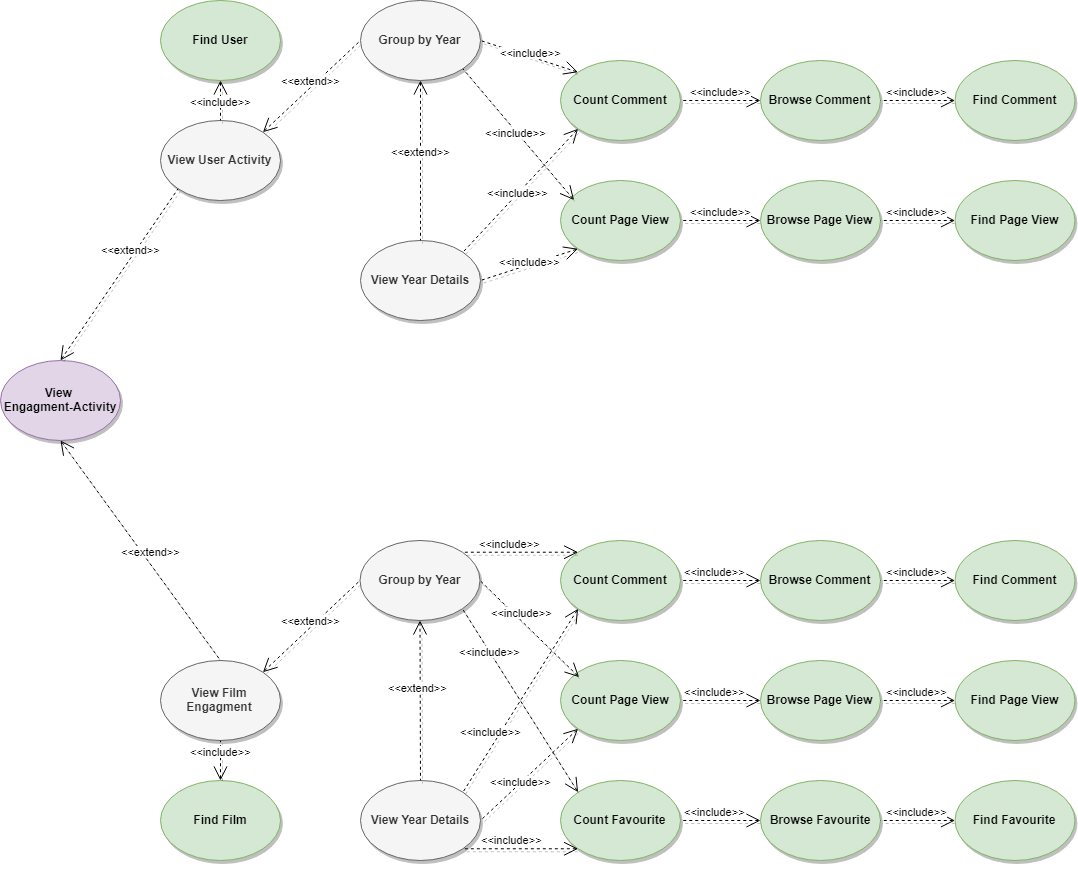 Find User
Group by Year
<<include>>
<<extend>>
<<include>>
Count Comment
<<include>>
Browse Comment
<<include>>
Find Comment
<<include>>
View User Activity
<<extend>>
<<include>>
Count Page View
<<include>>
Browse Page View
<<include>>
Find Page View
<<extend>>
<<include>>
View Year Details
View
Engagment-Activity
<<extend>>
Group by Year
<<include>>
Count Comment
<<include>>
Browse Comment
<<include>>
Find Comment
<<extend>>
<<include>>
<<include>>
<<extend>>
View Film
Engagment
Count Page View
<<include>>
Browse Page View
<<include>>
Find Page View
<<include>>
<<include>>
<<include>>
Find Film
View Year Details
<<include>>
Count Favourite
<<include>>
Browse Favourite
<<include>>
Find Favourite